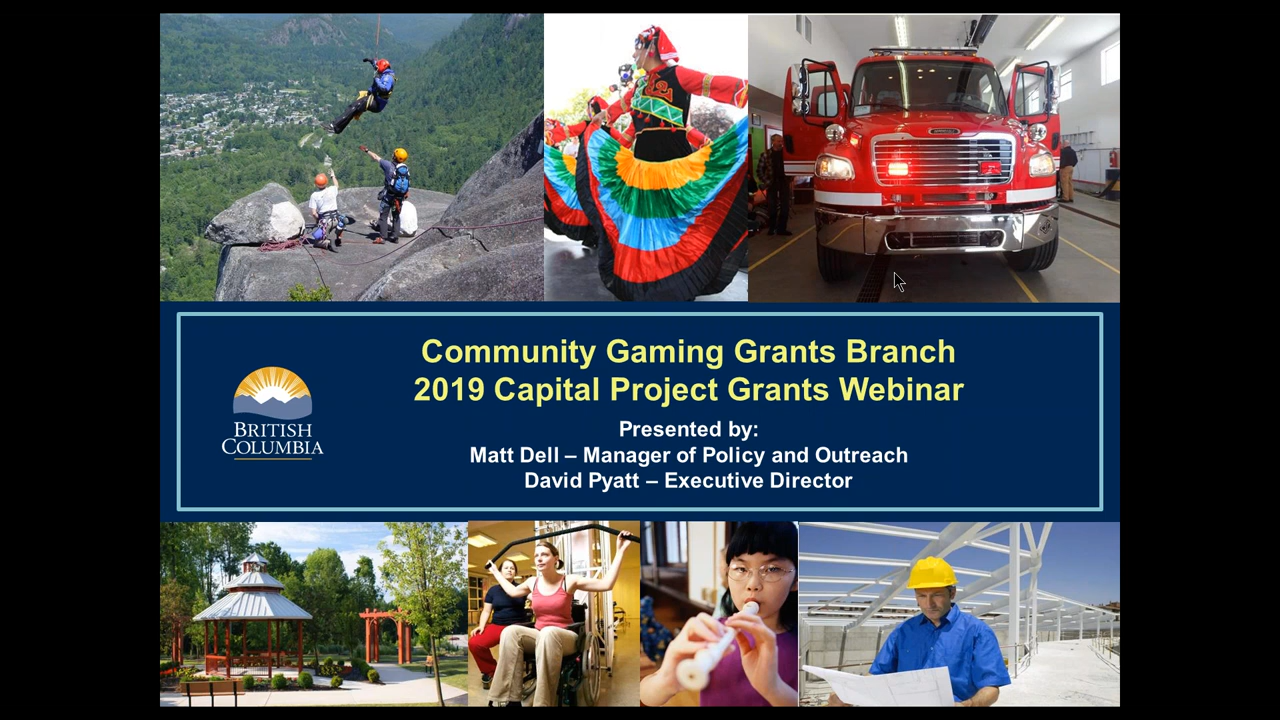 Community Gaming Grants Branch
2019 Capital Project Grants Webinar
Presented by:
Matt Dell – Manager of Policy and Outreach
David Pyatt – Executive Director
BRITISH
COLUMBIA